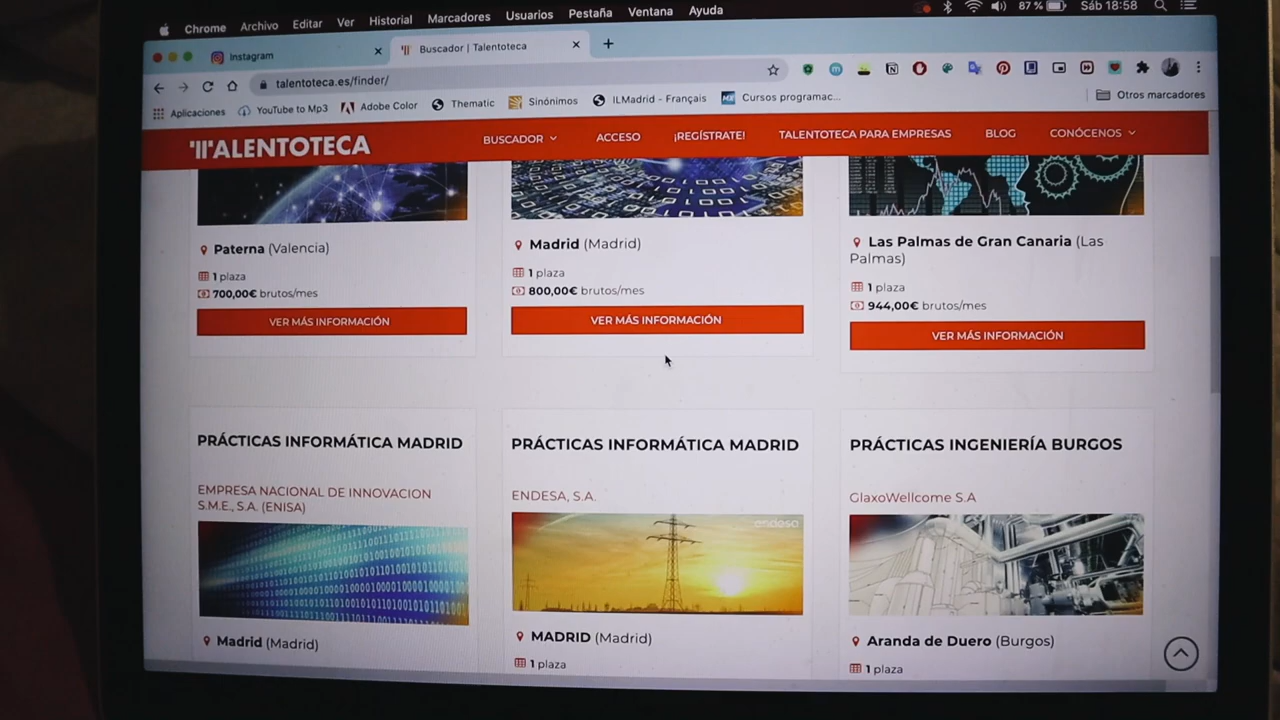 Chrome Archivo Editar Ver Historial Marcadores Usuarios Pestaña Ventana Ayuda
87 % Sáb 18:58
Instagram
Buscador | Talentoteca
talentoteca.es/finder/
Aplicaciones YouTube to Mp3 Adobe Color Thematic Sinónimos ILMadrid - Français Cursos programac... Otros marcadores
TALENTOTECA
BUSCADOR ACCESO ¡REGÍSTRATE! TALENTOTECA PARA EMPRESAS BLOG CONÓCENOS
Paterna (Valencia)
1 plaza
700,00€ brutos/mes
VER MÁS INFORMACIÓN
Madrid (Madrid)
1 plaza
800,00€ brutos/mes
VER MÁS INFORMACIÓN
Las Palmas de Gran Canaria (Las
Palmas)
1 plaza
944,00€ brutos/mes
VER MÁS INFORMACIÓN
PRÁCTICAS INFORMÁTICA MADRID
EMPRESA NACIONAL DE INNOVACION
S.M.E., S.A. (ENISA)
Madrid (Madrid)
PRÁCTICAS INFORMÁTICA MADRID
ENDESA, S.A.
endesa
MADRID (Madrid)
1 plaza
PRÁCTICAS INGENIERÍA BURGOS
GlaxoWellcome S.A
Aranda de Duero (Burgos)
1 plaza